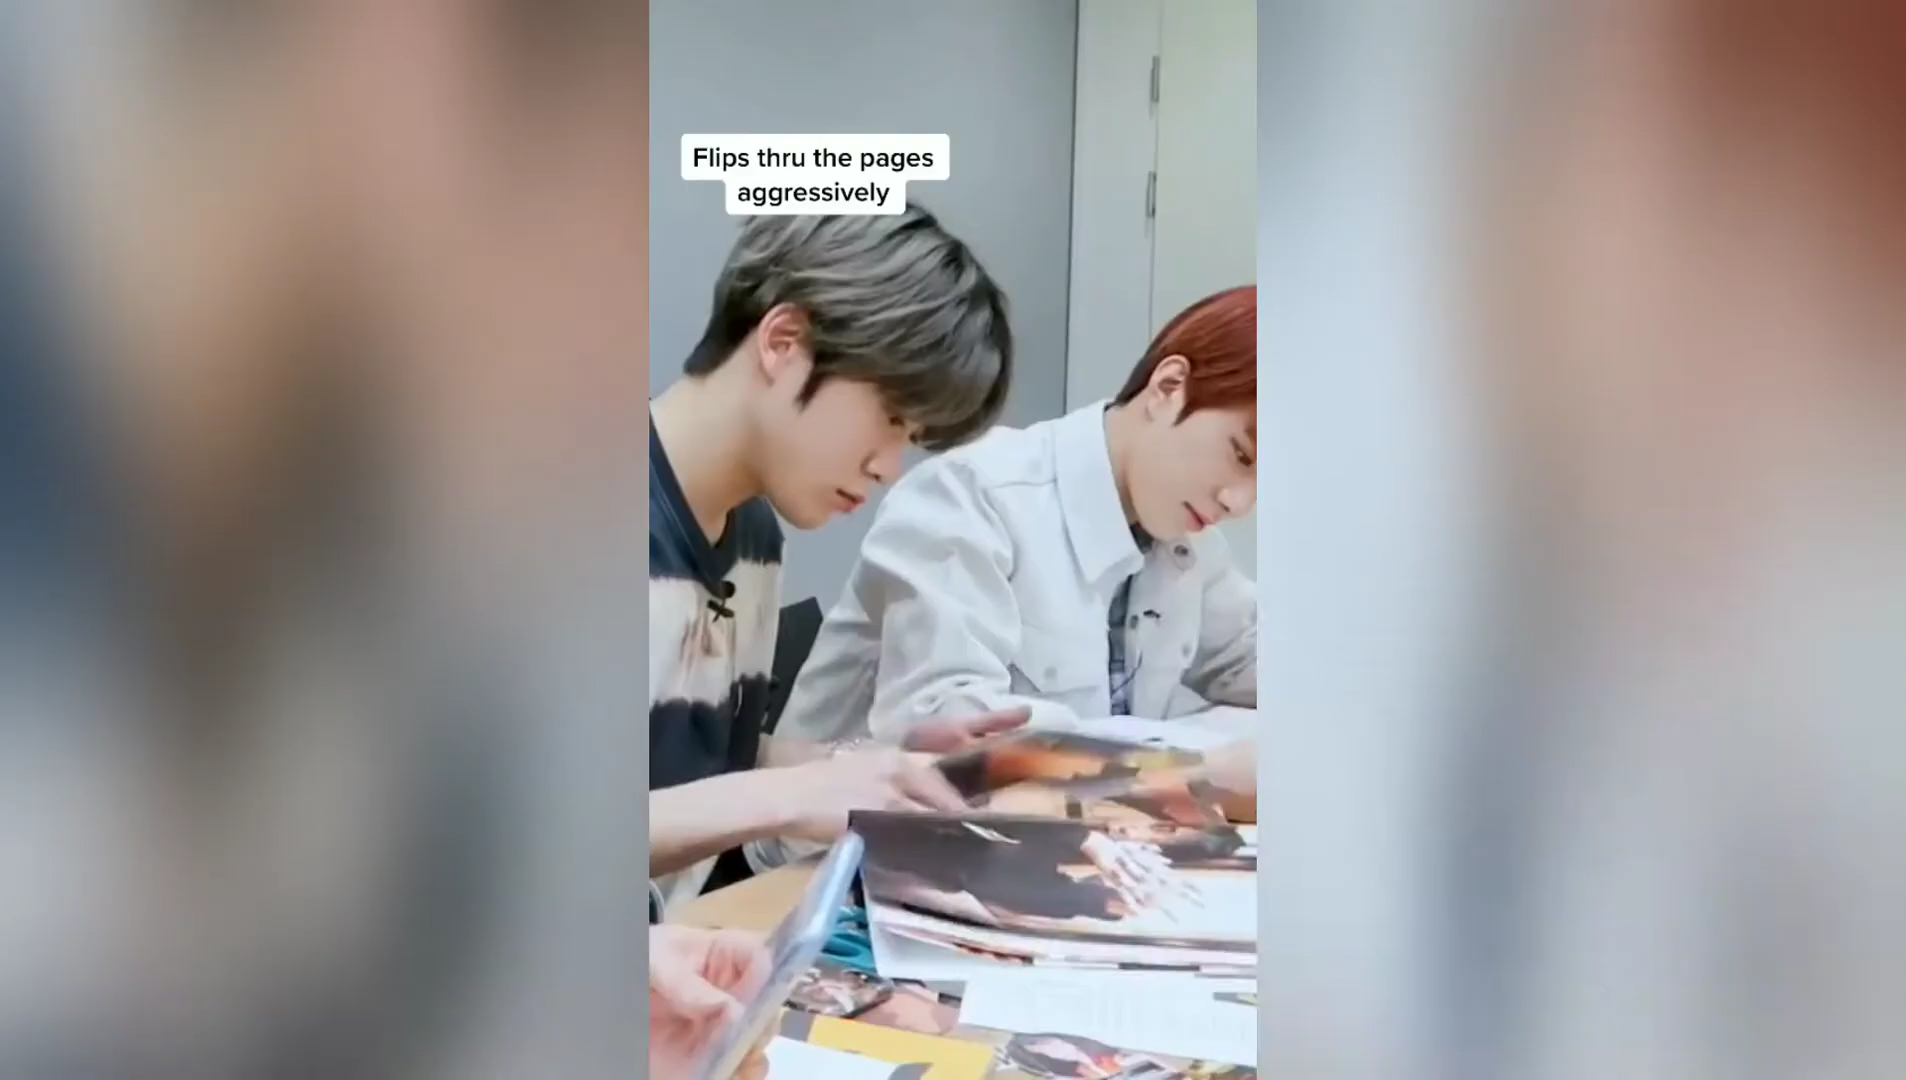 Flips thru the pages
aggressively